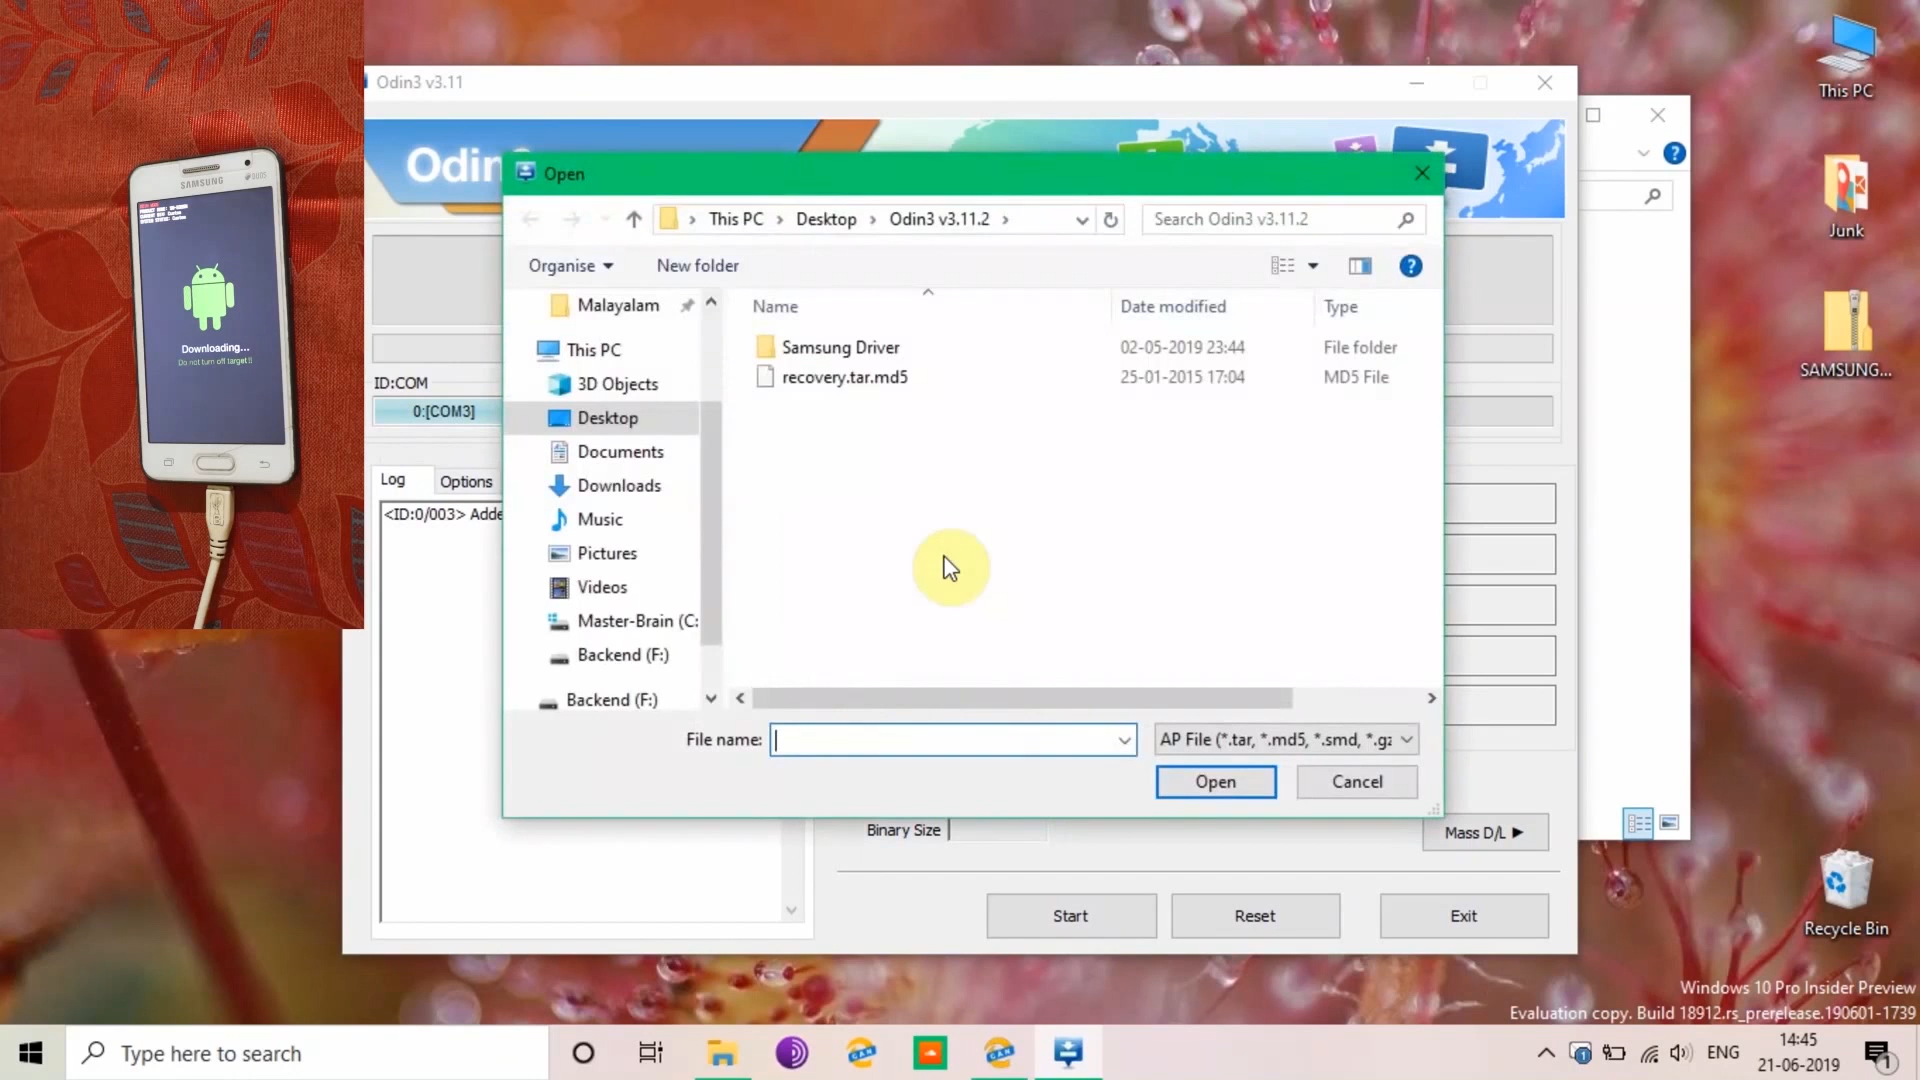 SAMSUNG
DUOS
Downloading...
Do not turn off target!!
Odin3 v3.11
Odin
ID:COM
0:[COM3]
Log
Options
<ID:0/003> Adde
Open
This PC
Desktop
Odin3 v3.11.2
Search Odin3 v3.11.2
Organise
New folder
Malayalam
This PC
3D Objects
Desktop
Documents
Downloads
Music
Pictures
Videos
Master-Brain (C:
Backend (F:)
Backend (F:)
Name
Date modified
Type
Samsung Driver
02-05-2019 23:44
File folder
recovery.tar.md5
25-01-2015 17:04
MD5 File
File name:
AP File (*.tar, *.md5, *.smd, *.gz
Open
Cancel
Binary Size
Mass D/L ▶
Start
Reset
Exit
This PC
Junk
SAMSUNG...
Recycle Bin
Windows 10 Pro Insider Preview
Evaluation copy. Build 18912.rs_prerelease.190601-1739
Type here to search
CAN
CAN
1
ENG
14:45
21-06-2019
1